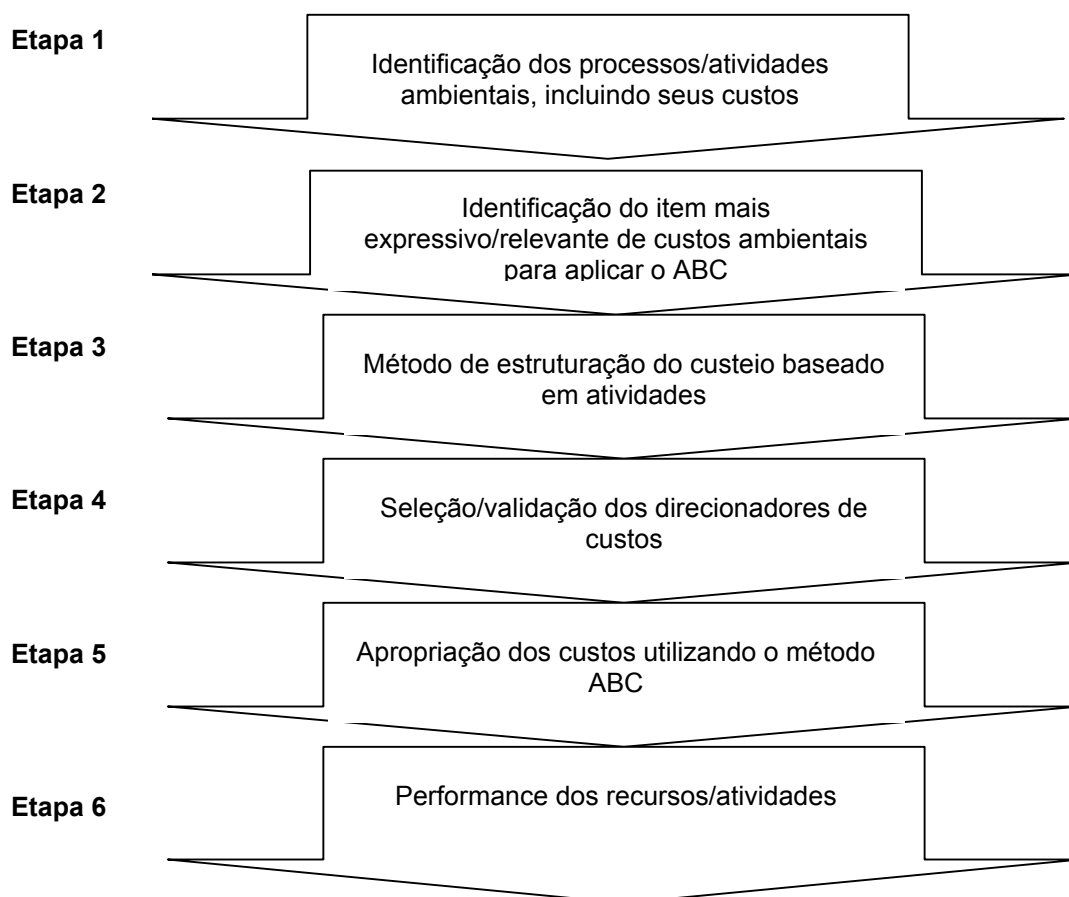 Etapa 1
Identificação dos processos/atividades
ambientais, incluindo seus custos
Etapa 2
Identificação do item mais
expressivo/relevante de custos ambientais
para aplicar o ABC
Etapa 3
Método de estruturação do custeio baseado
em atividades
Etapa 4
Seleção/validação dos direcionadores de
custos
Etapa 5
Apropriação dos custos utilizando o método
ABC
Etapa 6
Performance dos recursos/atividades